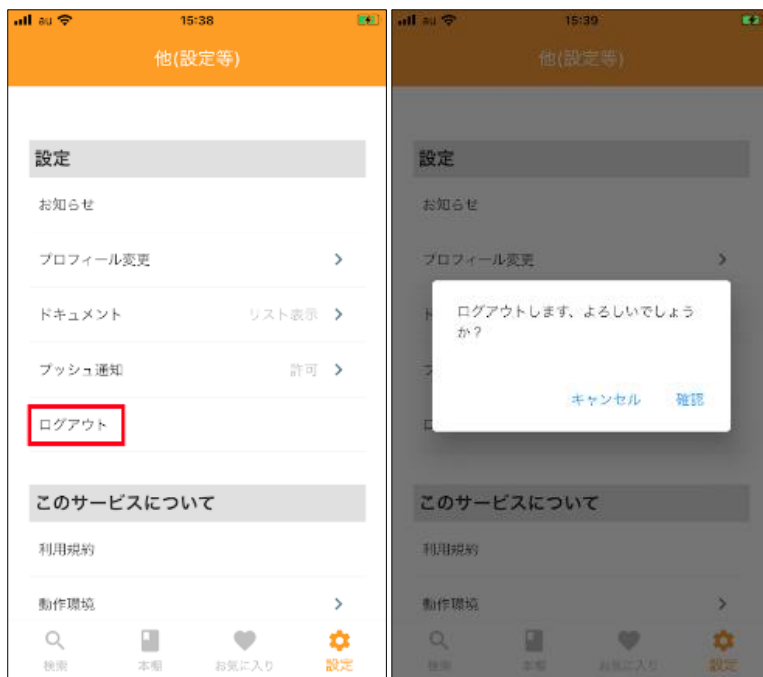 au 15:38
他(設定等)
設定
お知らせ
プロフィール変更
ドキュメント リスト表示
プッシュ通知 許可
ログアウト
このサービスについて
利用規約
動作環境
検索 本棚 お気に入り 設定
au 15:39
他(設定等)
設定
お知らせ
プロフィール変更
ログアウトします、よろしいでしょう
か?
キャンセル 確認
このサービスについて
利用規約
動作環境
検索 本棚 お気に入り 設定